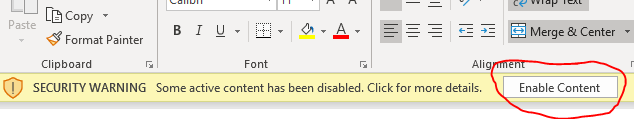 Calibri
Wrap Text
Copy
Paste
Format Painter
B I U
A
Merge & Center
Clipboard
Font
Alignment
SECURITY WARNING Some active content has been disabled. Click for more details. Enable Content